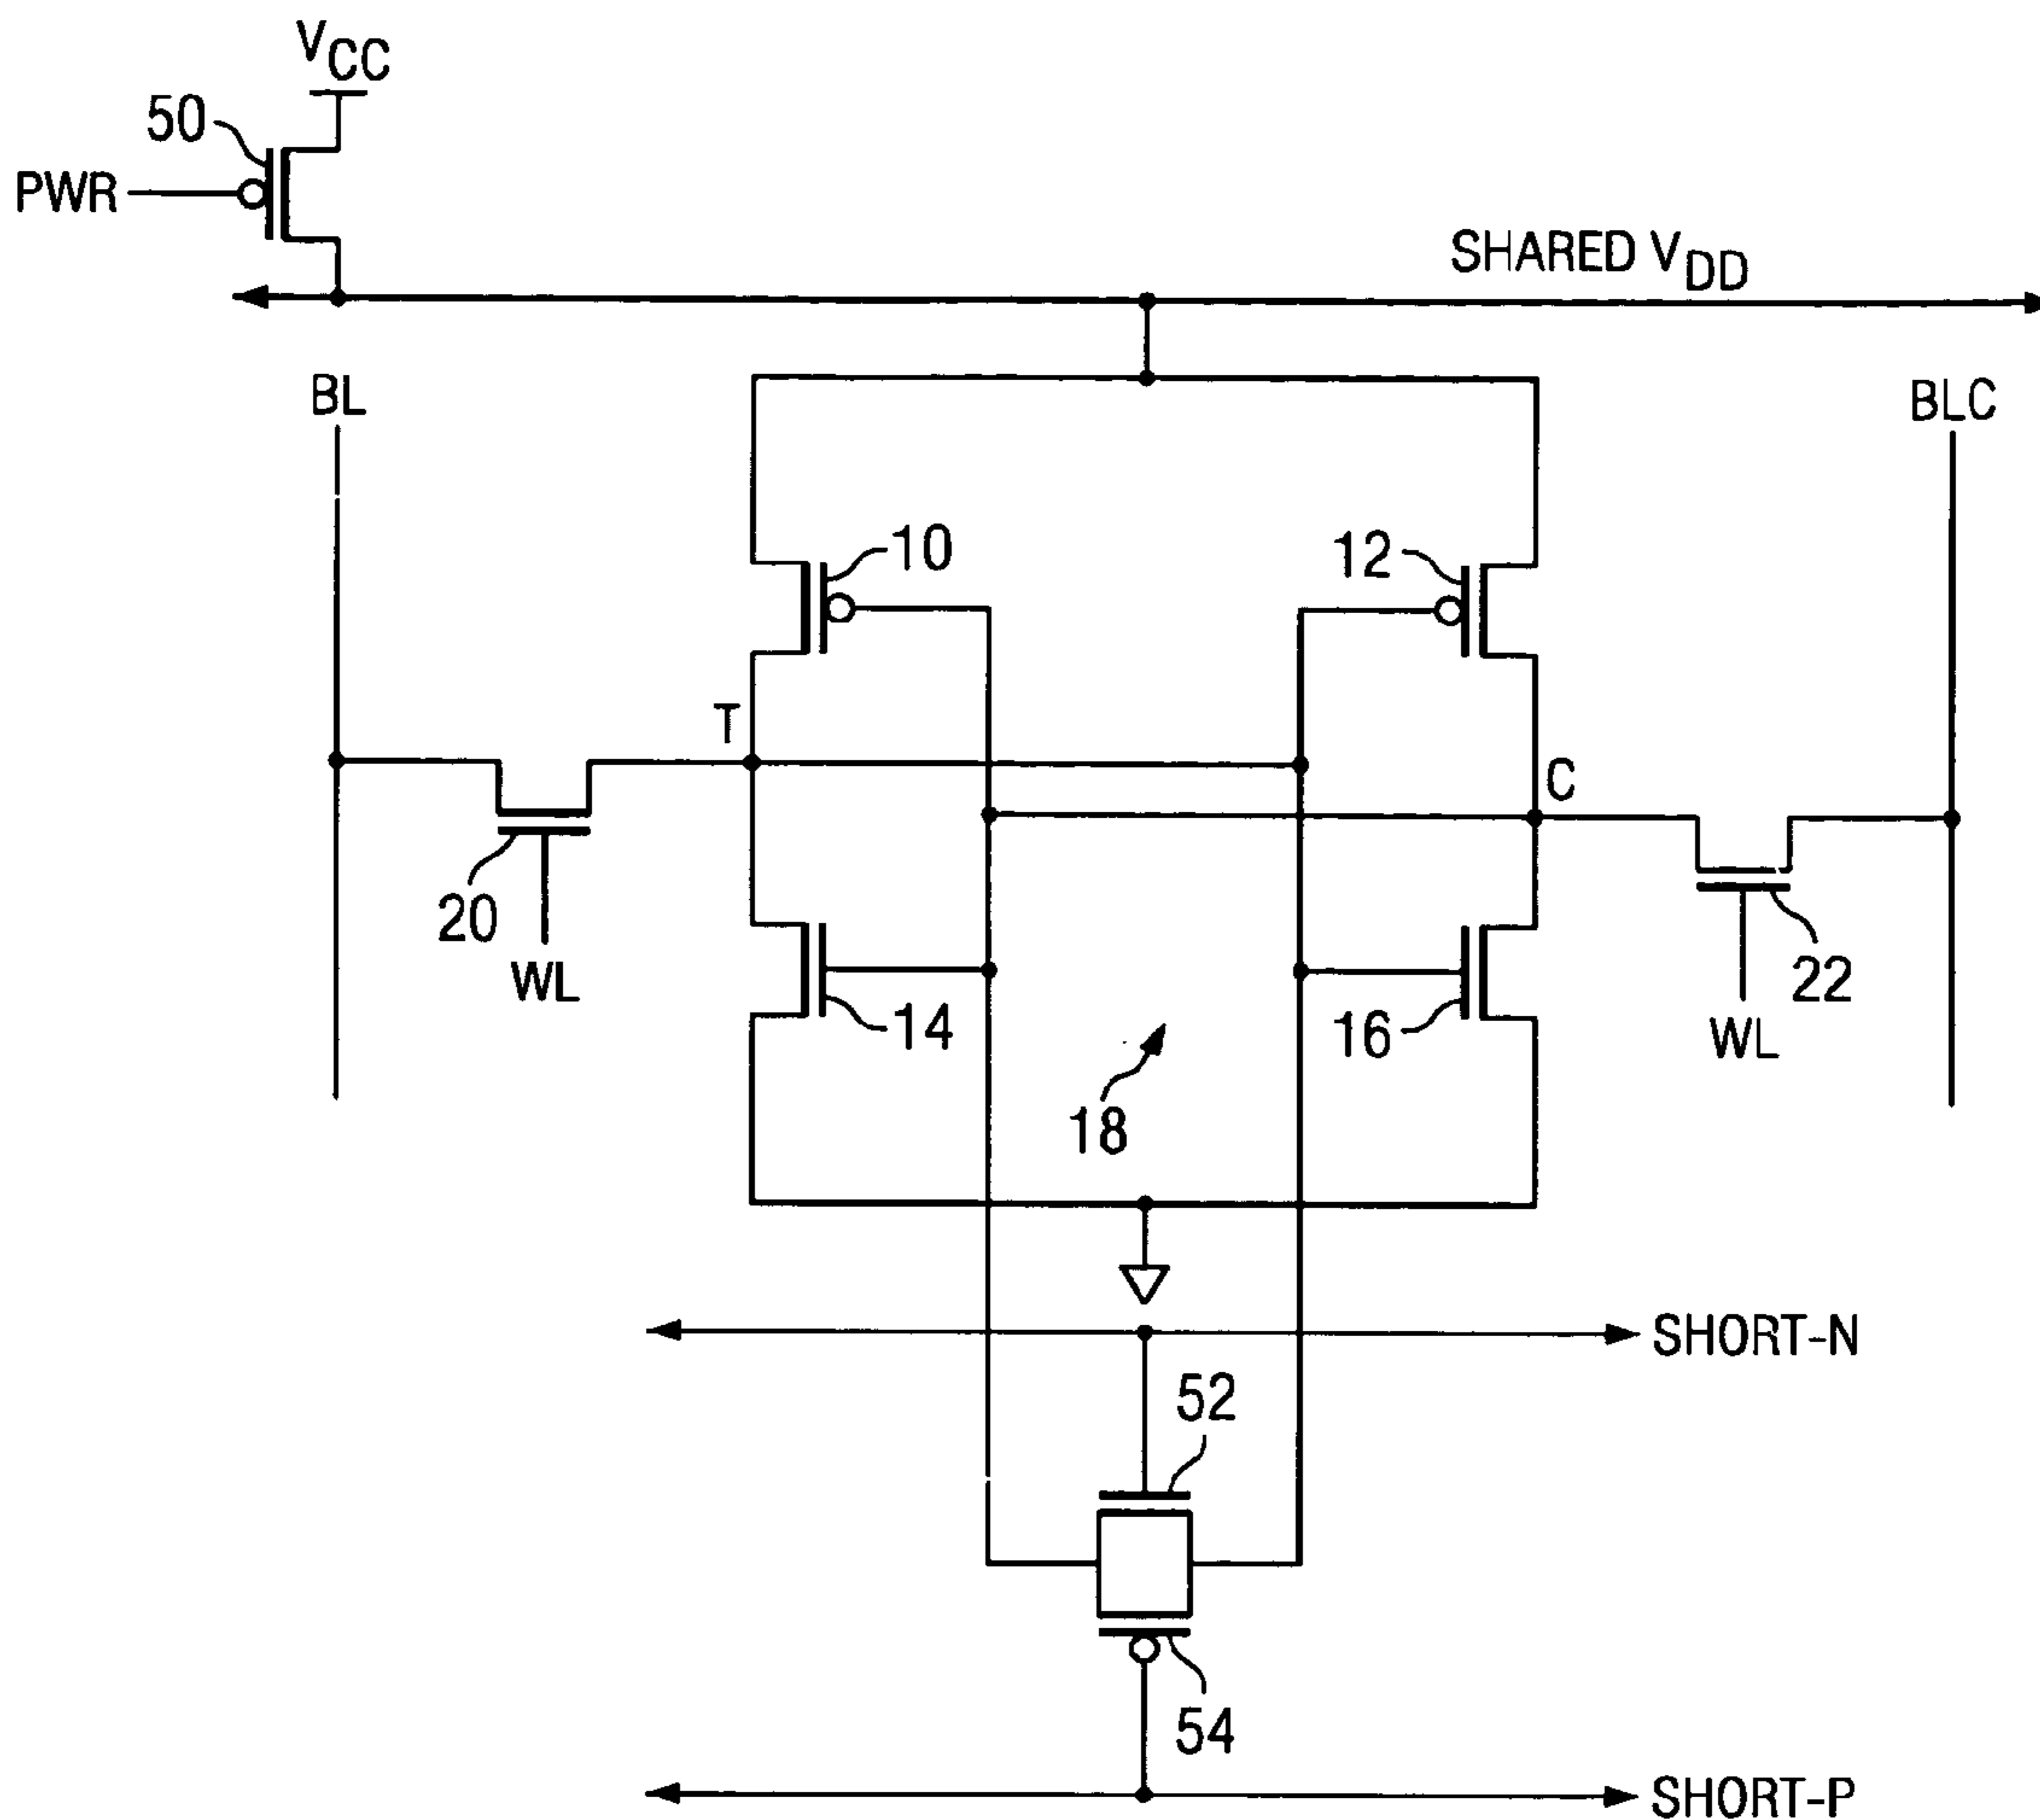 VCC
50
PWR
SHARED VDD
BL
BLC
10
12
T
C
20
WL
22
WL
14
16
18
SHORT-N
52
54
SHORT-P